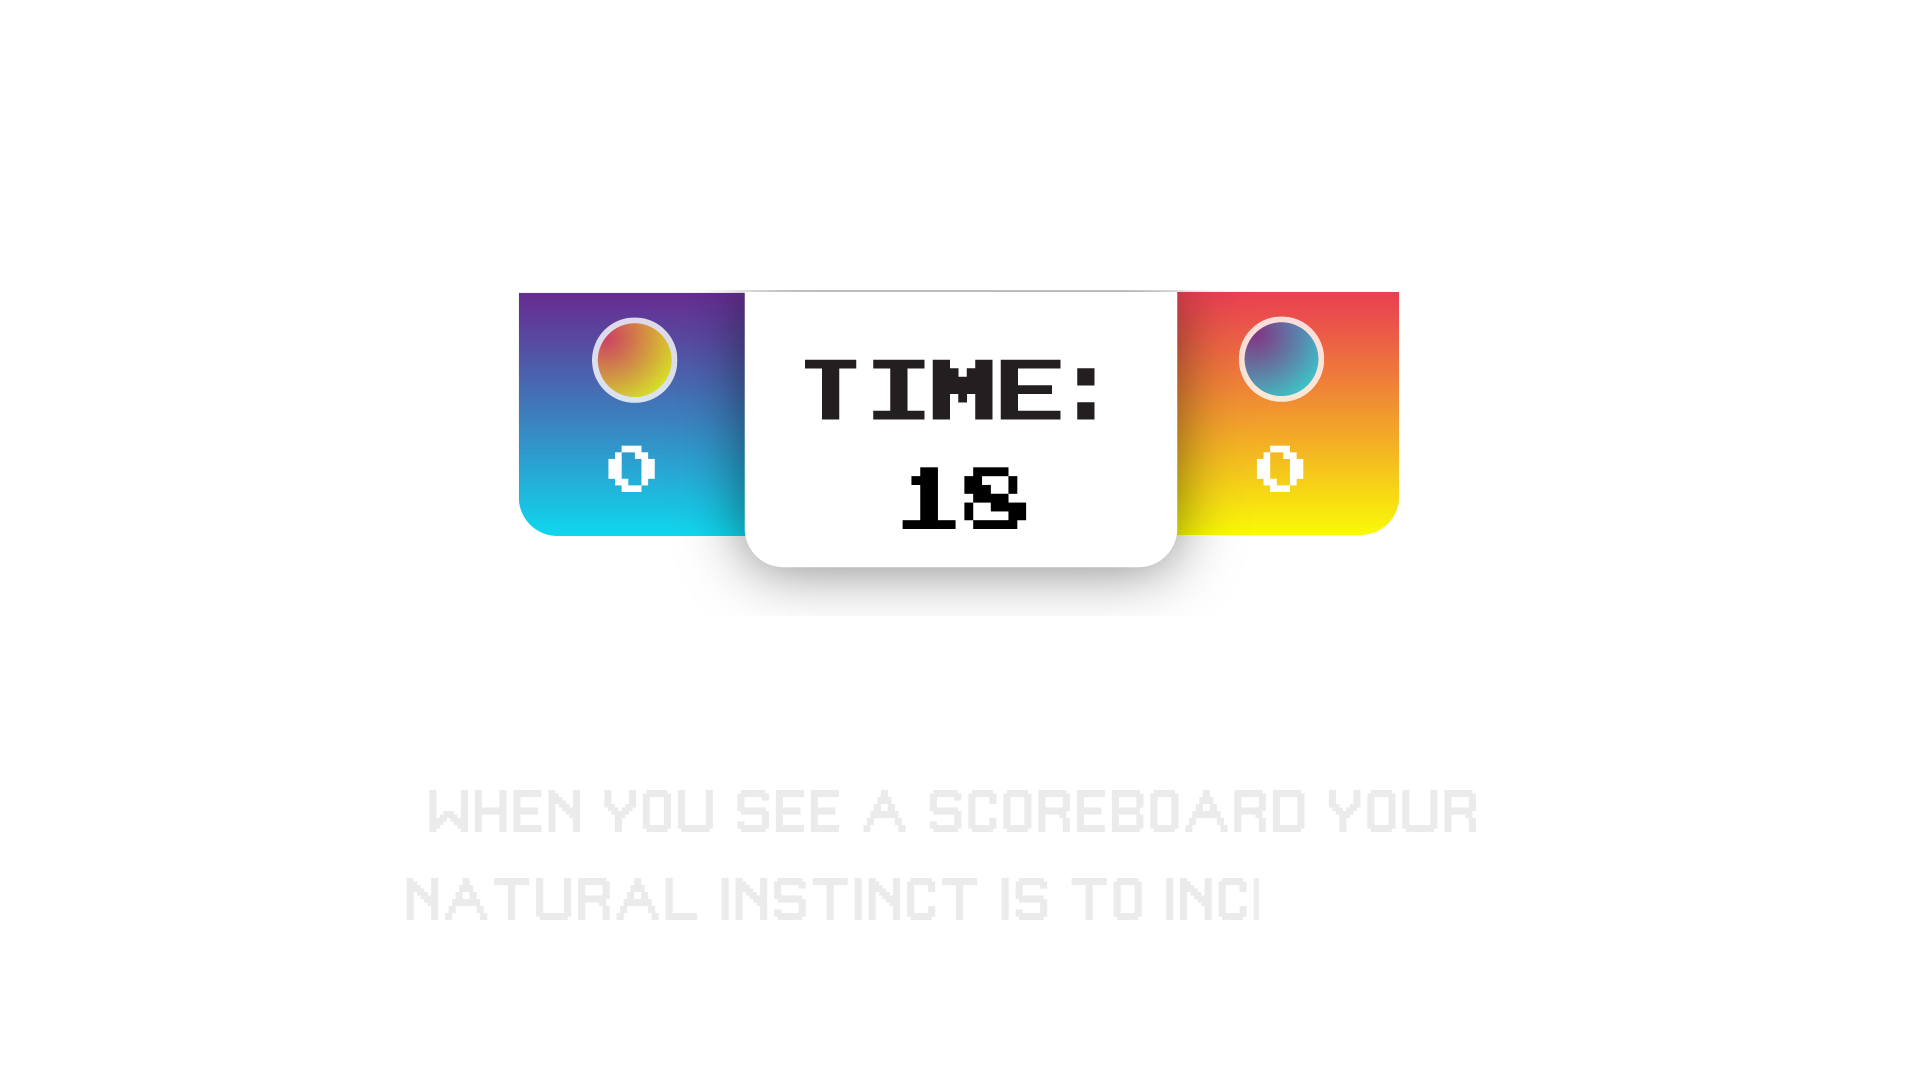 TIME:
0 18 0
WHEN YOU SEE A SCOREBOARD YOUR
NATURAL INSTINCT IS TO INC